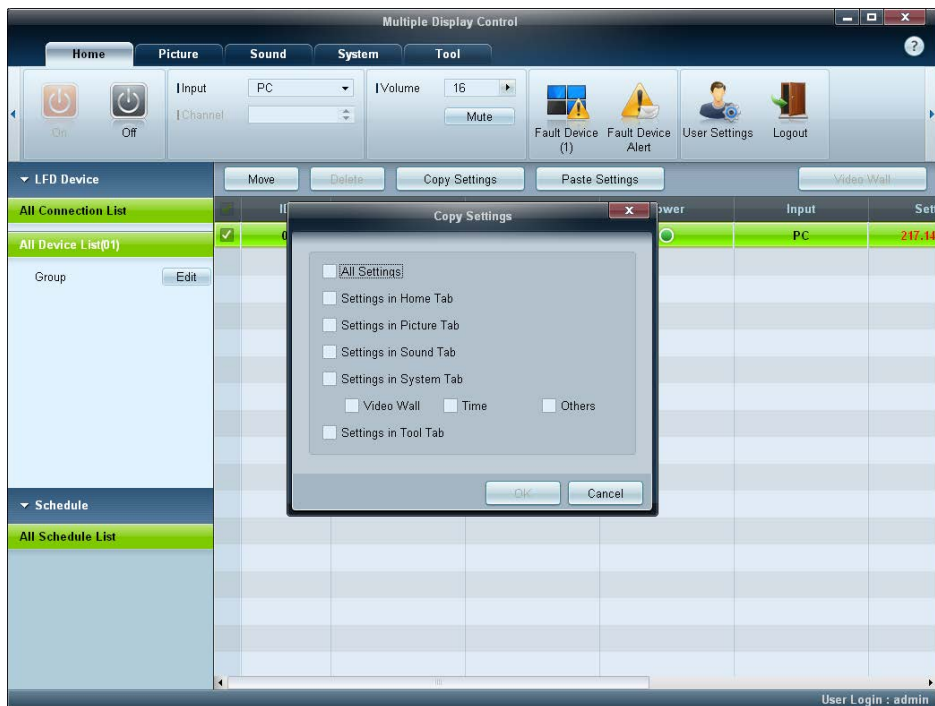 Multiple Display Control
Home Picture Sound System Tool
Input PC Volume 16
Channel Mute
On Off
Fault Device (1)
Fault Device Alert
User Settings Logout
LFD Device
Move Delete Copy Settings Paste Settings Video Wall
All Connection List
Input
All Device List(01)
PC 217.14
Group Edit
Copy Settings
All Settings
Settings in Home Tab
Settings in Picture Tab
Settings in Sound Tab
Settings in System Tab
Video Wall Time Others
Settings in Tool Tab
OK Cancel
Schedule
All Schedule List
User Login : admin